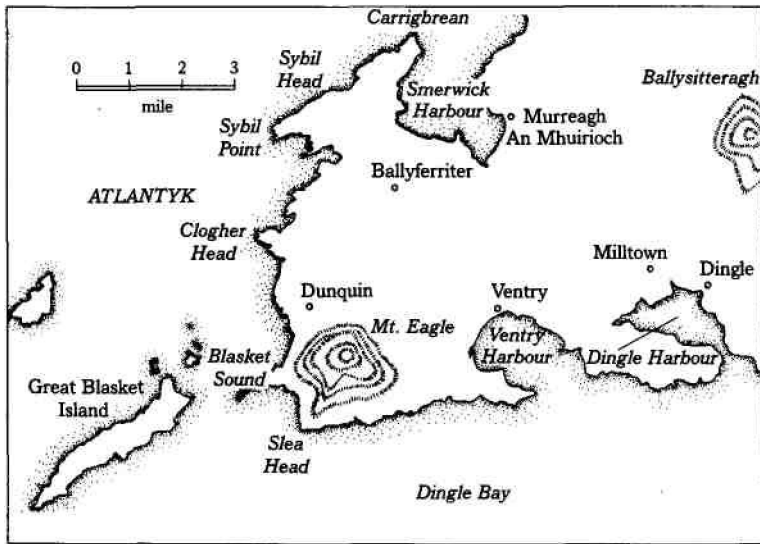 Carrigbrean
0 1 2 3
mile
Sybil
Head
Smerwick
Harbour
Ballysitteragh
Murreagh
An Mhuirioch
Sybil
Point
Ballyferriter
ATLANTYK
Clogher
Head
Milltown
Dingle
Dunquin
Ventry
Mt. Eagle
Ventry
Harbour
Dingle Harbour
Blasket
Sound
Great Blasket
Island
Slea
Head
Dingle Bay